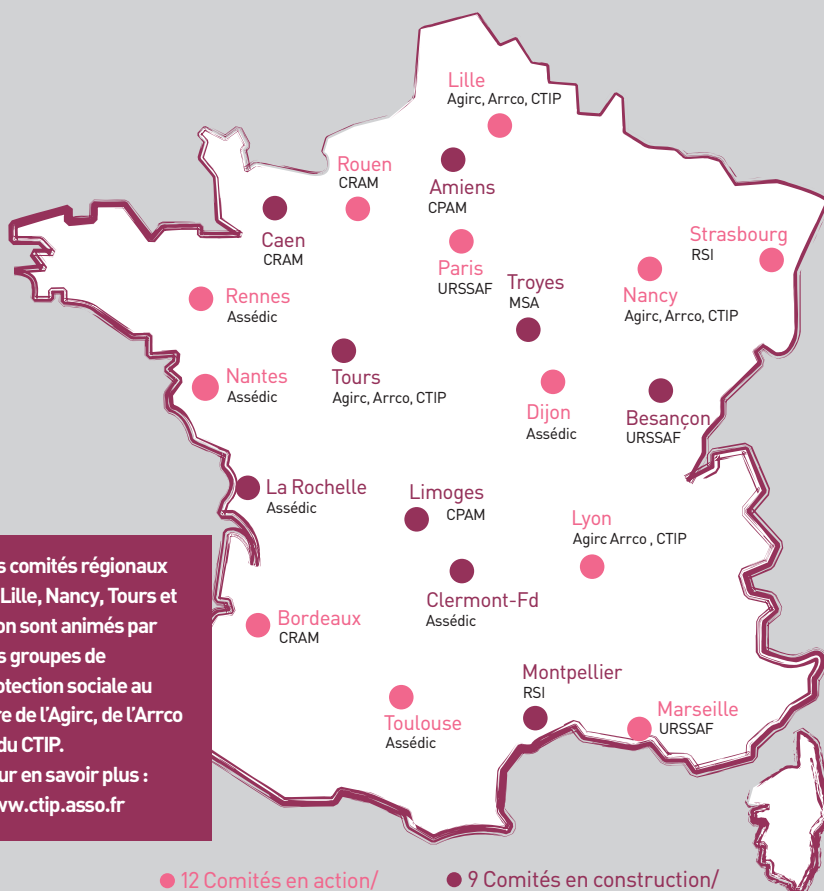 Lille
Agirc, Arrco, CTIP
Rouen
CRAM
Amiens
CPAM
Caen
CRAM
Paris
URSSAF
Troyes
MSA
Strasbourg
RSI
Nancy
Agirc, Arrco, CTIP
Rennes
Assédic
Nantes
Assédic
Tours
Agirc, Arrco, CTIP
Dijon
Assédic
Besançon
URSSAF
La Rochelle
Assédic
Limoges
CPAM
Lyon
Agirc Arrco , CTIP
Clermont-Fd
Assédic
Bordeaux
CRAM
Toulouse
Assédic
Montpellier
RSI
Marseille
URSSAF
s comités régionaux
Lille, Nancy, Tours et
on sont animés par
s groupes de
otection sociale au
re de l'Agirc, de l'Arrco
du CTIP.
ur en savoir plus :
ww.ctip.asso.fr
12 Comités en action/
9 Comités en construction/